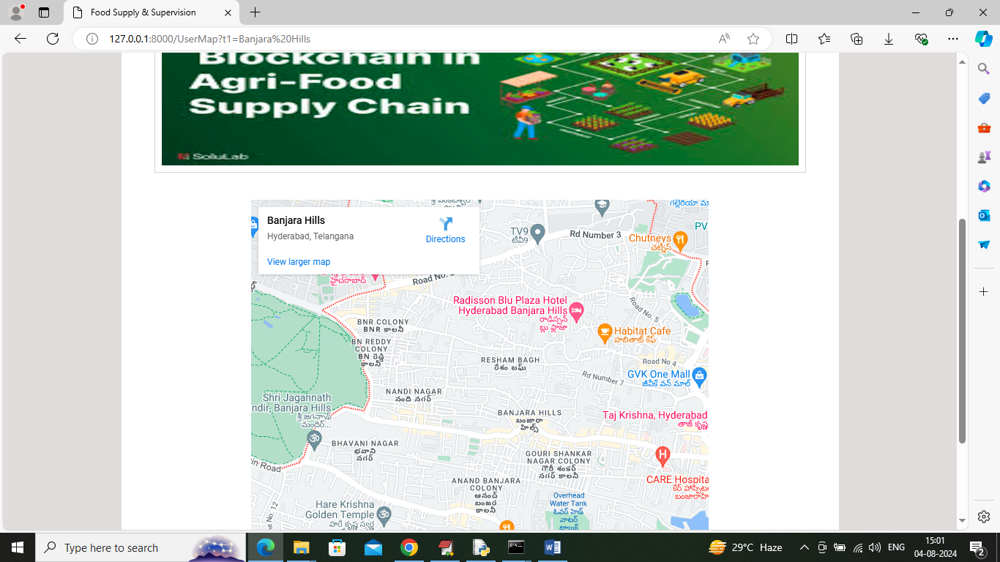 Food Supply & Supervision
127.0.0.1:8000/UserMap?t1=Banjara%20Hills
Blockchain in
Agri-Food
Supply Chain
SoluLab
Banjara Hills
Hyderabad, Telangana
Directions
View larger map
TV9
టీవీ9
Rd Number 3
Chutneys
చట్నీస్
PV
హైదరాబాద్
Road No.
Radisson Blu Plaza Hotel
Hyderabad Banjara Hills
రాడిస్సన్
బ్లు ప్లాజా
Road No. 5
Habitat Cafe
హబితాట్ కేఫ్
BNR COLONY
BNR కాలనీ
BN REDDY
COLONY
BN రెడ్డి
కాలనీ
RESHAM BAGH
రేశం బఘ్
Road No 4
GVK One Mall
జీవీకే వన్ మాల్
Rd Number 7
NANDI NAGAR
నంది నగర్
Shri Jagannath
ndir, Banjara Hills
శ్రీ జగన్నాథ
మందిర్...
BANJARA HILLS
బంజారా
హిల్స్
Taj Krishna, Hyderabad
తాజ్ కృష్ణ
BHAVANI NAGAR
భవాని
నగర్
GOURI SHANKAR
NAGAR COLONY
గౌరీ శంకర్
నగర్ కాలనీ
H
CARE Hospita
కేర్ హాస్పిటల
బంజారాహి
in Road
ANAND BANJARA
COLONY
ఆనంద్
బంజర
కాలనీ
Overhead
Water Tank
ఓవర్ హెడ్
వాటర్
ట్యాంక్
Hare Krishna
Golden Temple
హరే కృష్ణ స్వర్ణ
ne No. 12
Type here to search
29°C Haze
ENG
15:01
04-08-2024
2